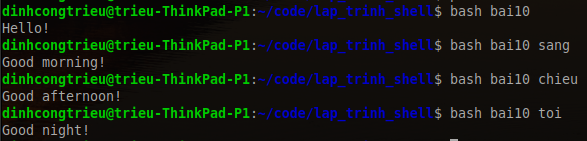 dinhcongtrieu@trieu-ThinkPad-P1:~/code/lap_trinh_shell$ bash bai10
Hello!
dinhcongtrieu@trieu-ThinkPad-P1:~/code/lap_trinh_shell$ bash bai10 sang
Good morning!
dinhcongtrieu@trieu-ThinkPad-P1:~/code/lap_trinh_shell$ bash bai10 chieu
Good afternoon!
dinhcongtrieu@trieu-ThinkPad-P1:~/code/lap_trinh_shell$ bash bai10 toi
Good night!